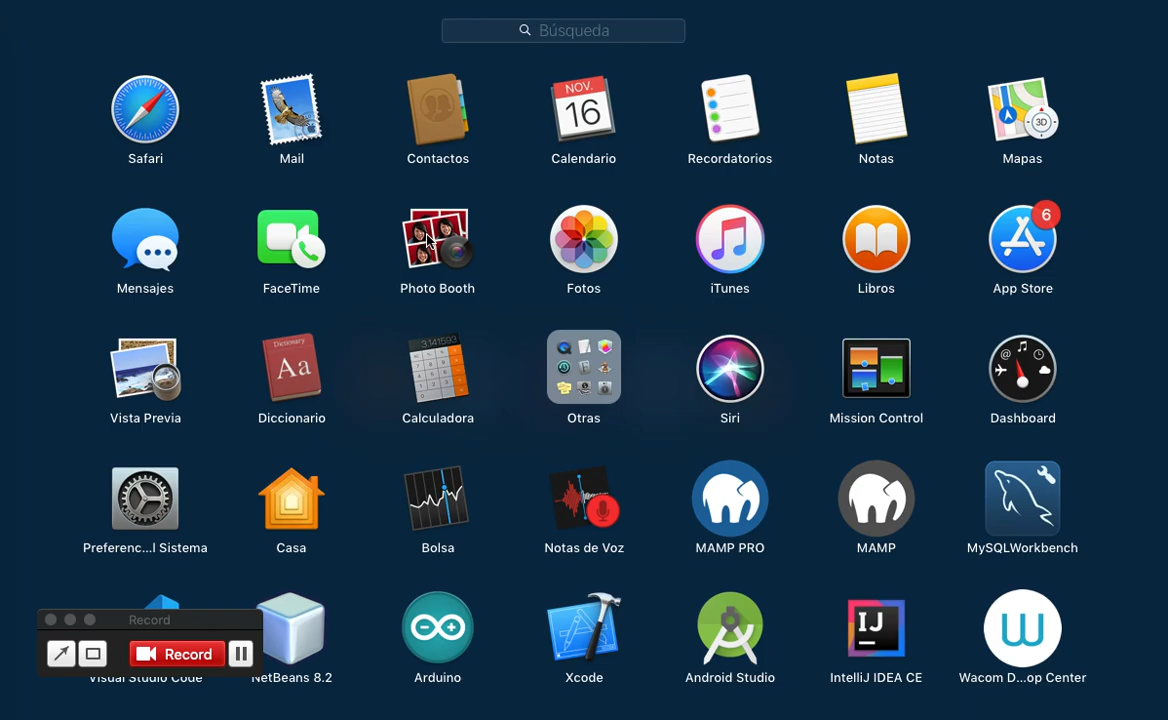 Búsqueda
NOV.
16
3D
Safari
Mail
Contactos
Calendario
Recordatorios
Notas
Mapas
6
Mensajes
FaceTime
Photo Booth
Fotos
iTunes
Libros
App Store
Dictionary
Aa
3,141593
Vista Previa
Diccionario
Calculadora
Otras
Siri
Mission Control
Dashboard
Preferenc...l Sistema
Casa
Bolsa
Notas de Voz
MAMP PRO
MAMP
MySQLWorkbench
Record
Record
IJ
W
Visual Studio Code
NetBeans 8.2
Arduino
Xcode
Android Studio
IntelliJ IDEA CE
Wacom D...op Center